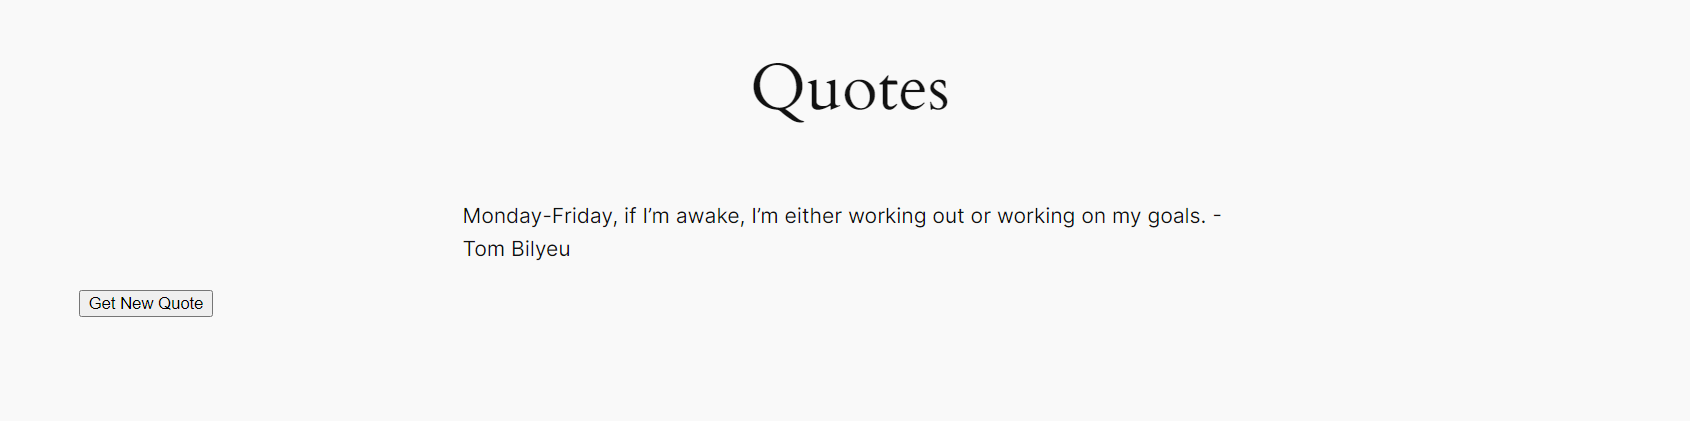 Quotes
Monday-Friday, if I’m awake, I’m either working out or working on my goals. -
Tom Bilyeu
Get New Quote